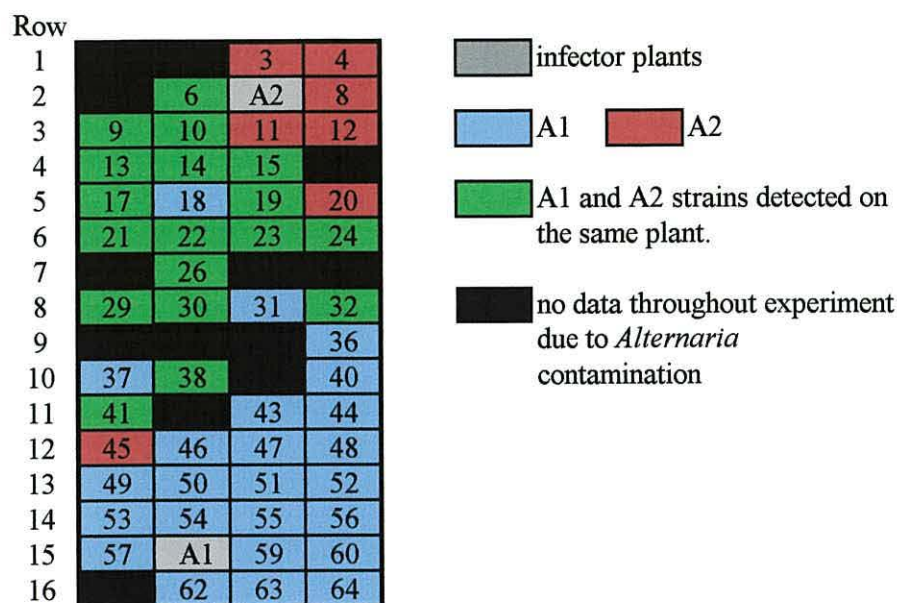 Row
1 3 4
2 6 A2 8
3 9 10 11 12
4 13 14 15
5 17 18 19 20
6 21 22 23 24
7 26
8 29 30 31 32
9 36
10 37 38 40
11 41 43 44
12 45 46 47 48
13 49 50 51 52
14 53 54 55 56
15 57 A1 59 60
16 62 63 64
infector plants
A1 A2
A1 and A2 strains detected on
the same plant.
no data throughout experiment
due to Alternaria
contamination